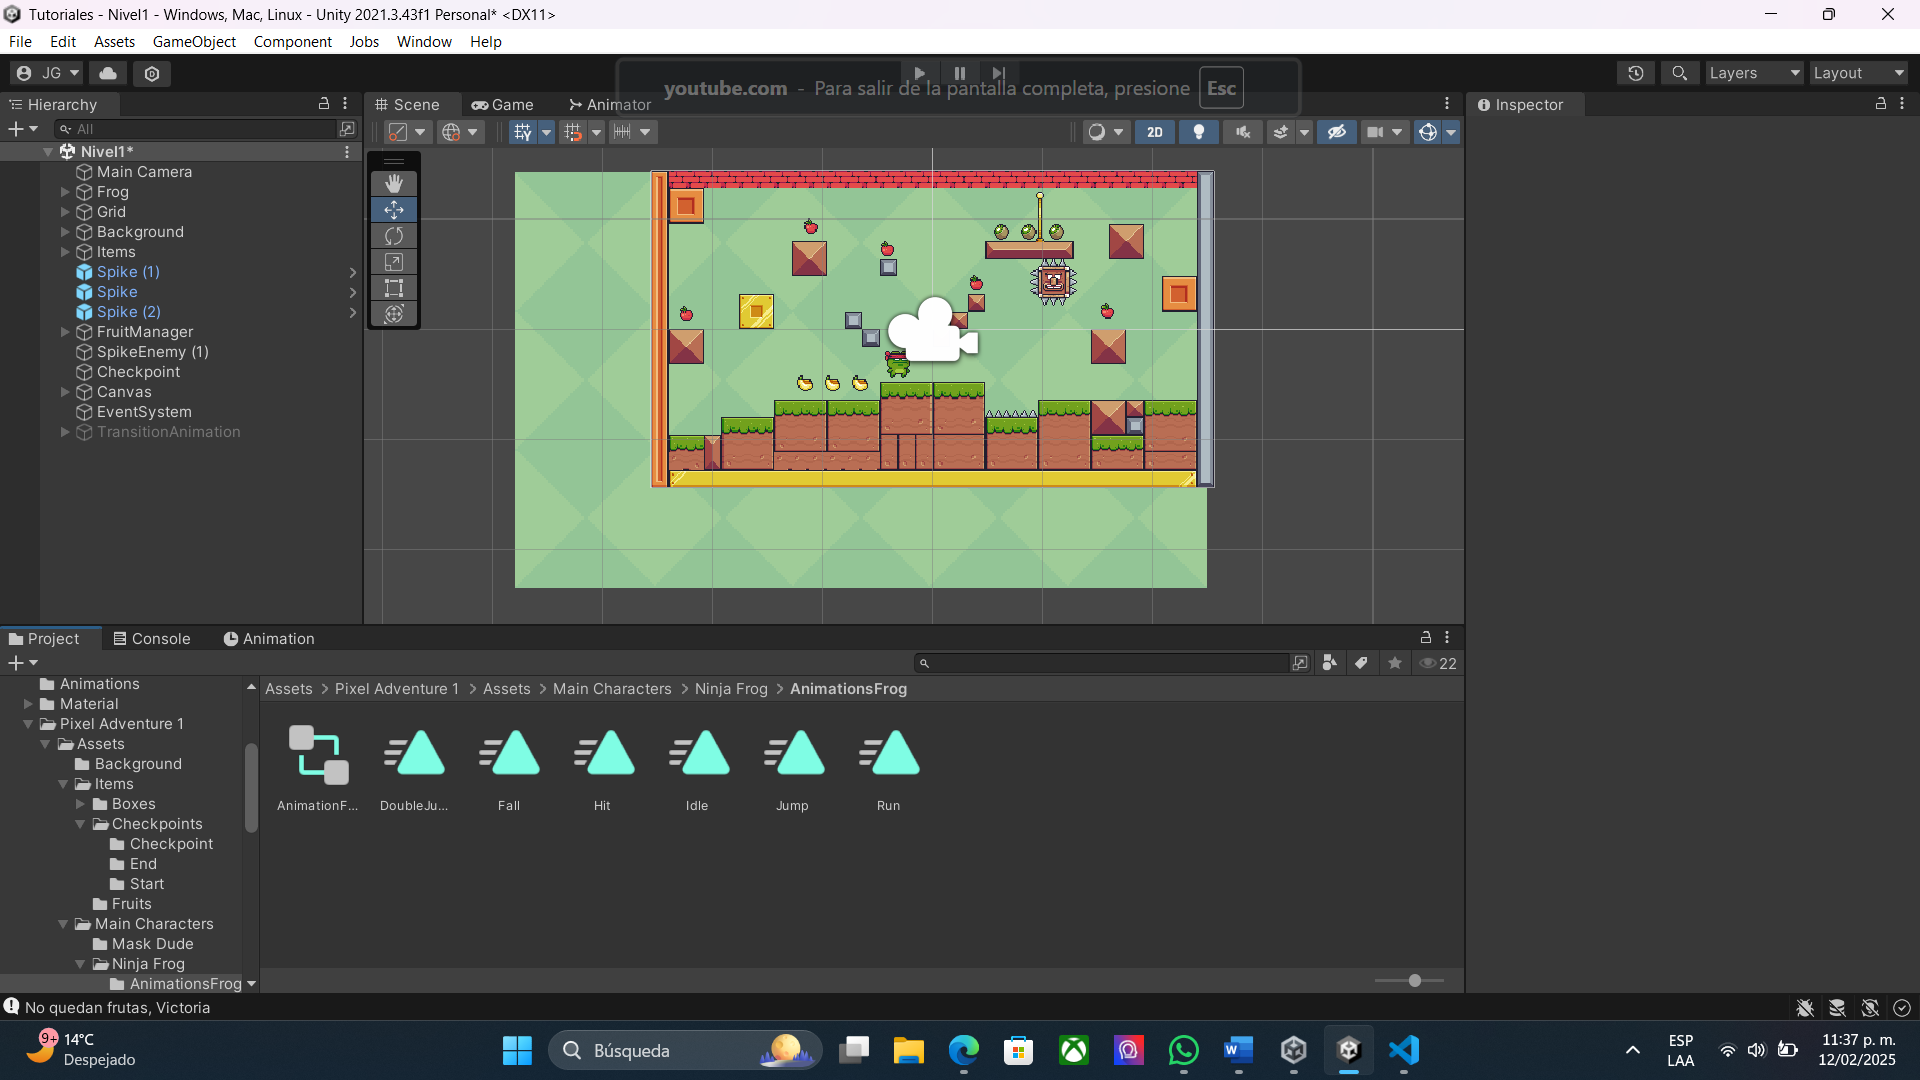 Tutoriales - Nivel1 - Windows, Mac, Linux - Unity 2021.3.43f1 Personal* <DX11>
File Edit Assets GameObject Component Jobs Window Help
JG
youtube.com - Para salir de la pantalla completa, presione Esc
Layers Layout
Hierarchy
Scene Game Animator
Inspector
All
2D
Nivel1*
Main Camera
Frog
Grid
Background
Items
Spike (1)
Spike
Spike (2)
FruitManager
SpikeEnemy (1)
Checkpoint
Canvas
EventSystem
TransitionAnimation
Project Console Animation
22
Animations
Material
Pixel Adventure 1
Assets
Background
Items
Boxes
Checkpoints
Checkpoint
End
Start
Fruits
Main Characters
Mask Dude
Ninja Frog
AnimationsFrog
Assets > Pixel Adventure 1 > Assets > Main Characters > Ninja Frog > AnimationsFrog
AnimationF... DoubleJu... Fall Hit Idle Jump Run
No quedan frutas, Victoria
9+
14°C
Despejado
Búsqueda
ESP
LAA
11:37 p. m.
12/02/2025